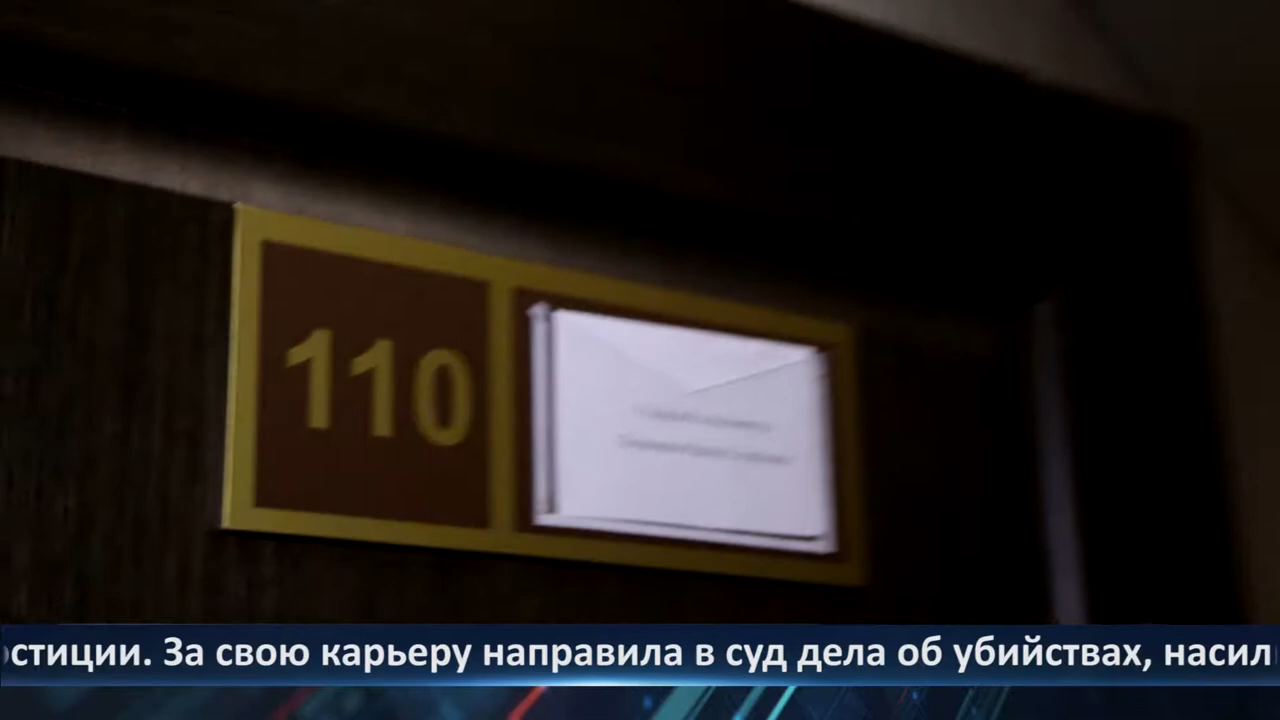 110
стиции. За свою карьеру направила в суд дела об убийствах, насил